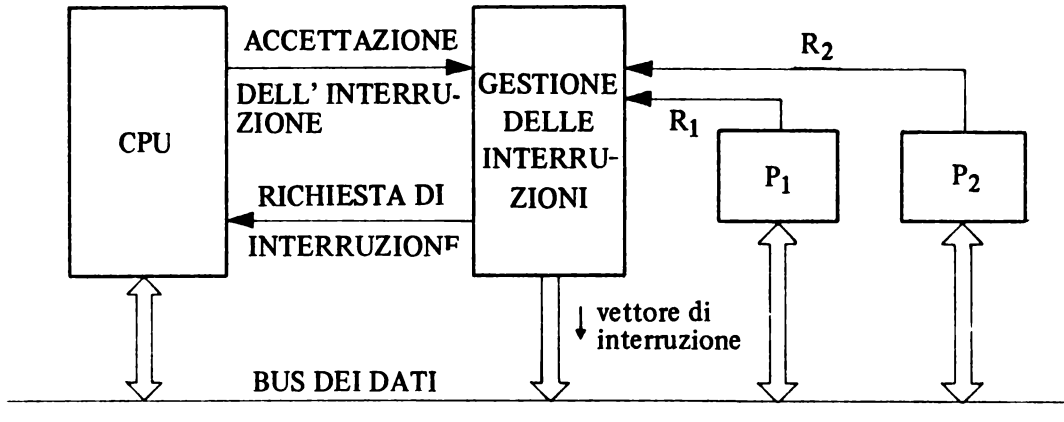 CPU
ACCETTAZIONE
DELL' INTERRU-
ZIONE
RICHIESTA DI
INTERRUZIONE
GESTIONE
DELLE
INTERRU-
ZIONI
R2
R1
P1
P2
vettore di
interruzione
BUS DEI DATI